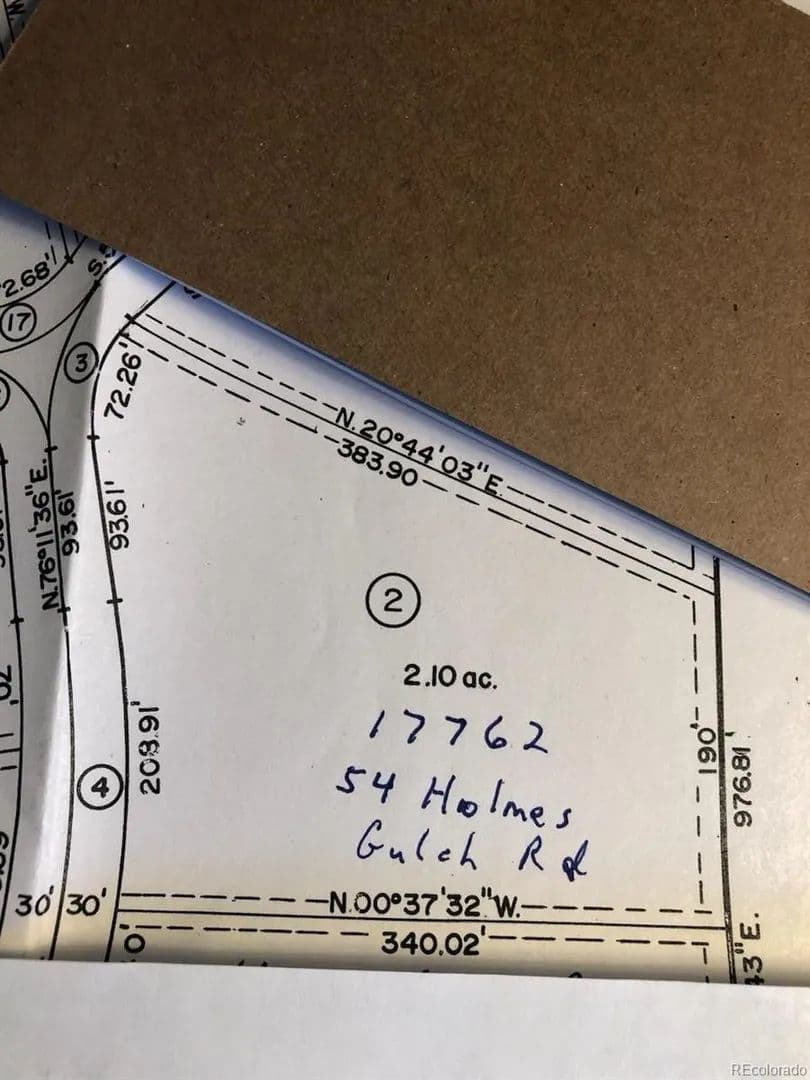 2.68'
S.
17
3
72.26'
N.20°44'03"E.
383.90
N.76°11'36"E.
93.61'
93.61'
2
2.10 ac.
17762
54 Holmes
Gulch Rd
190'
976.81'
208.91'
4
30' 30'
N.00°37'32"W.
340.02'
43"E.
REcolorado